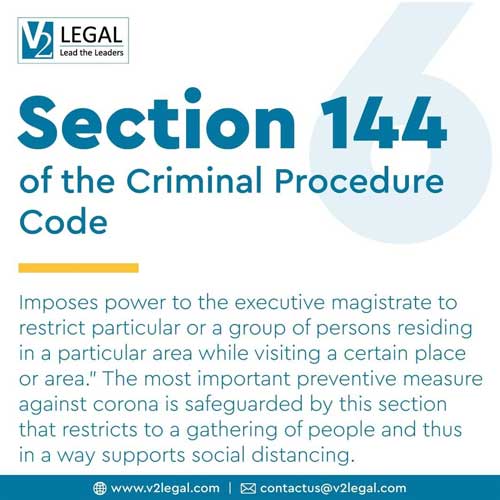 V2
LEGAL
Lead the Leaders
6
Section 144
of the Criminal Procedure
Code
Imposes power to the executive magistrate to
restrict particular or a group of persons residing
in a particular area while visiting a certain place
or area." The most important preventive measure
against corona is safeguarded by this section
that restricts to a gathering of people and thus
in a way supports social distancing.
www.v2legal.com | contactus@v2legal.com